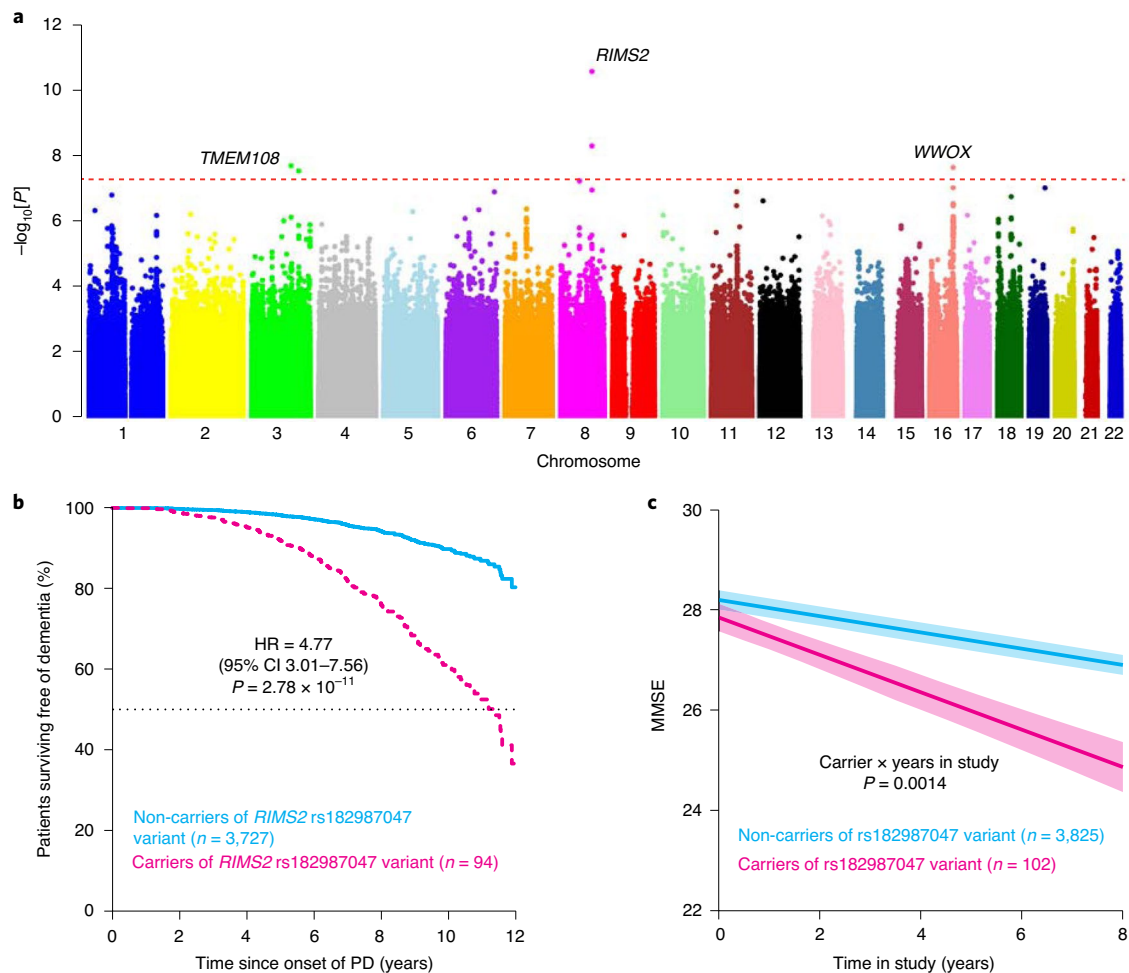 a
12
10
8
6
4
2
0
–log10[P]
TMEM108
RIMS2
WWOX
1 2 3 4 5 6 7 8 9 10 11 12 13 14 15 16 17 18 19 20 21 22
Chromosome
b
100
80
60
40
20
0
Patients surviving free of dementia (%)
HR = 4.77
(95% CI 3.01–7.56)
P = 2.78 × 10⁻¹¹
Non-carriers of RIMS2 rs182987047
variant (n = 3,727)
Carriers of RIMS2 rs182987047 variant (n = 94)
0 2 4 6 8 10 12
Time since onset of PD (years)
c
30
28
26
24
22
MMSE
Carrier × years in study
P = 0.0014
Non-carriers of rs182987047 variant (n = 3,825)
Carriers of rs182987047 variant (n = 102)
0 2 4 6 8
Time in study (years)